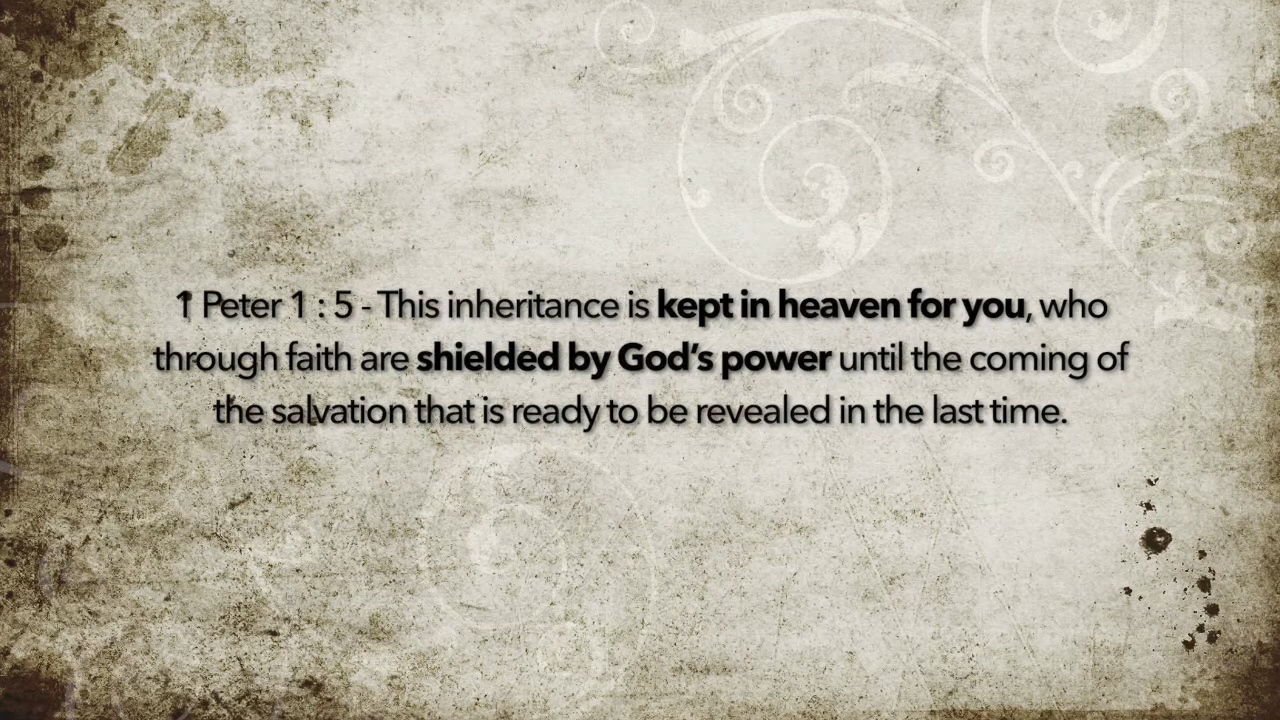 1 Peter 1 : 5 - This inheritance is kept in heaven for you, who
through faith are shielded by God’s power until the coming of
the salvation that is ready to be revealed in the last time.